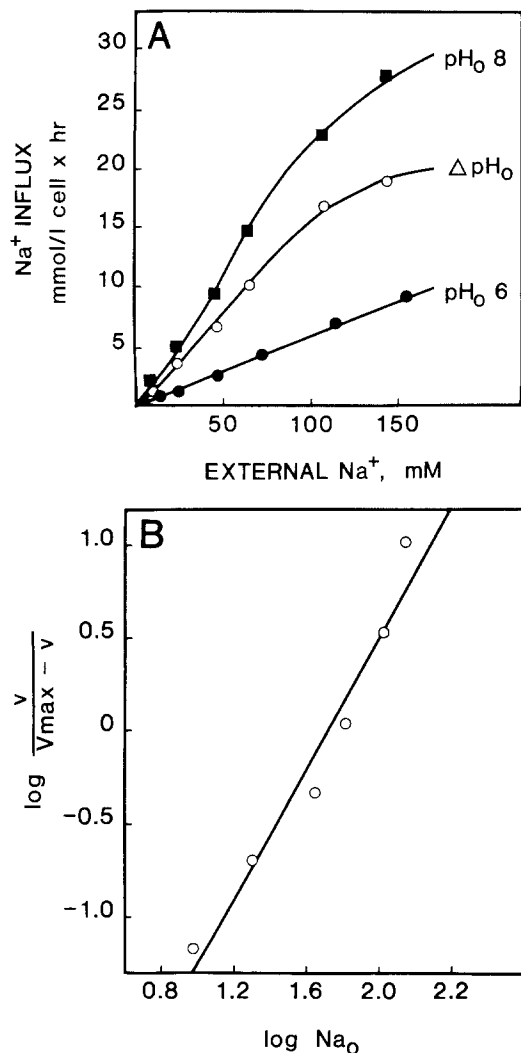 A
Na+ INFLUX
mmol/l cell x hr
30
25
20
15
10
5
50
100
150
EXTERNAL Na+, mM
pHo 8
Δ pHo
pHo 6
B
log v
Vmax - v
1.0
0.5
0
-0.5
-1.0
0.8
1.2
1.6
2.0
2.2
log Nao